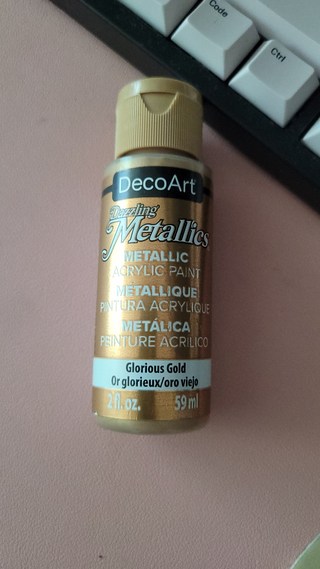 Code
Ctrl
DecoArt
Dazzling
Metallics
METALLIC
ACRYLIC PAINT
METALLIQUE
PINTURA ACRYLIQUE
METÁLICA
PEINTURE ACRÍLICO
Glorious Gold
Or glorieux/oro viejo
2 fl. oz. 59 ml